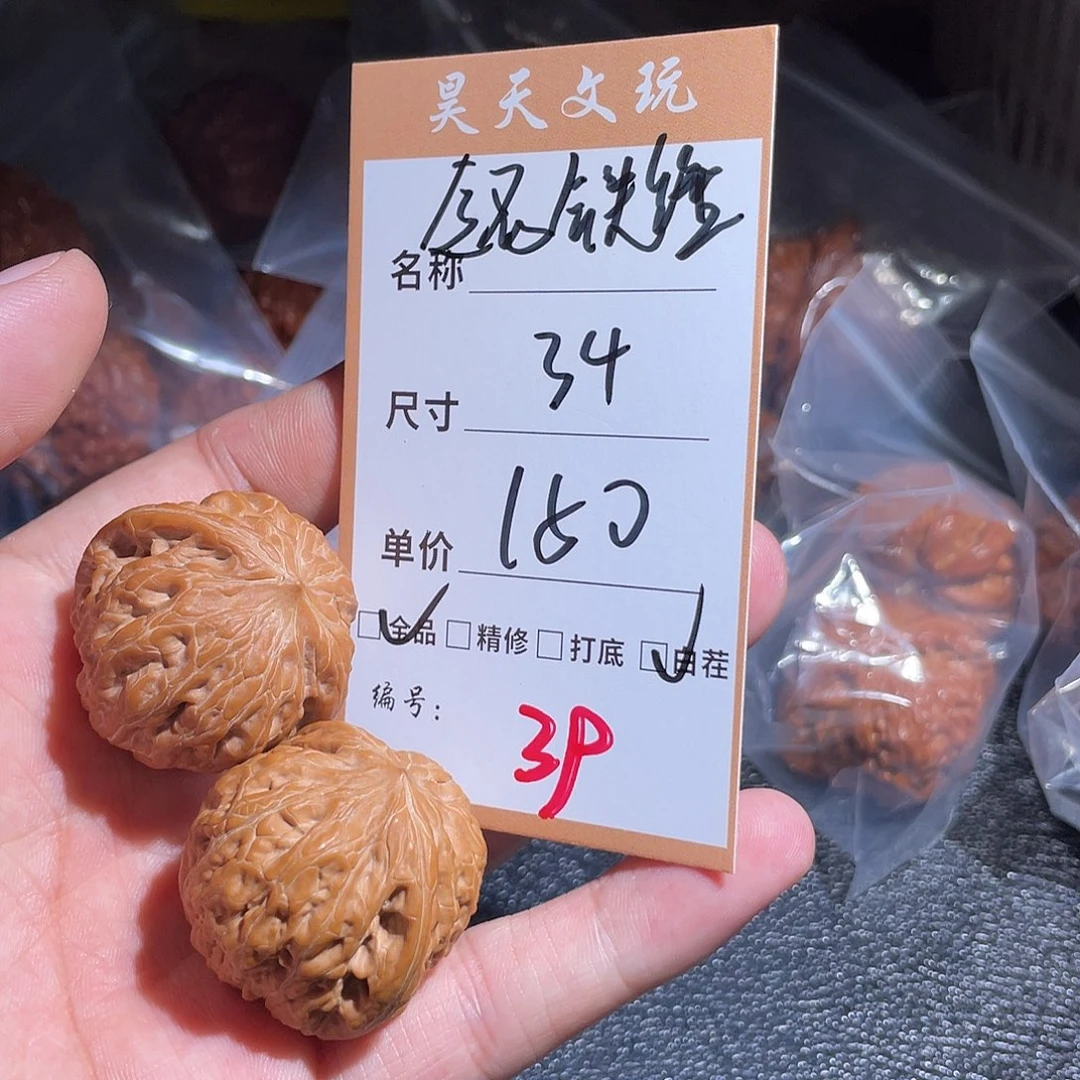 昊天文玩
名称
尺寸 34
单价 180
全品 精修 打底 白茬
编号: 39